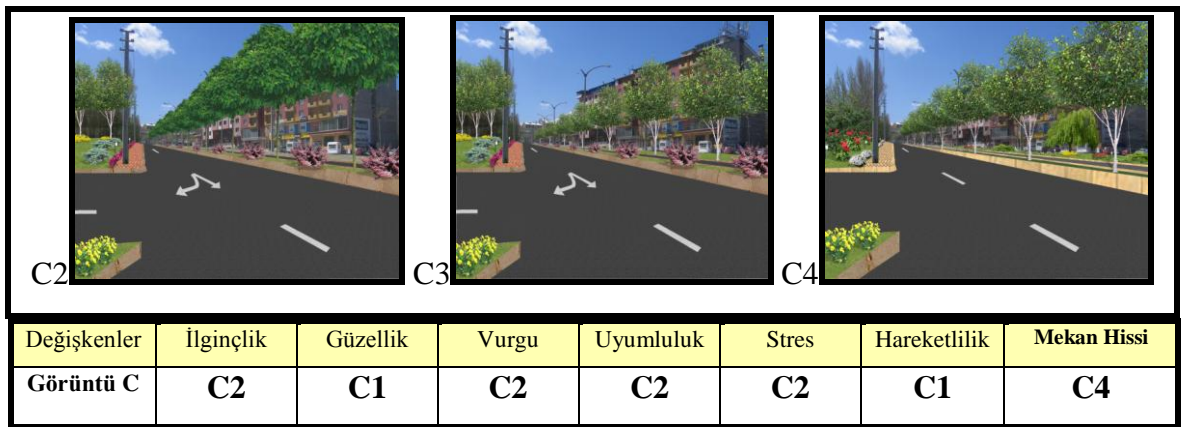 C2 C3 C4
Değişkenler İlginçlik Güzellik Vurgu Uyumluluk Stres Hareketlilik Mekan Hissi
Görüntü C C2 C1 C2 C2 C2 C1 C4